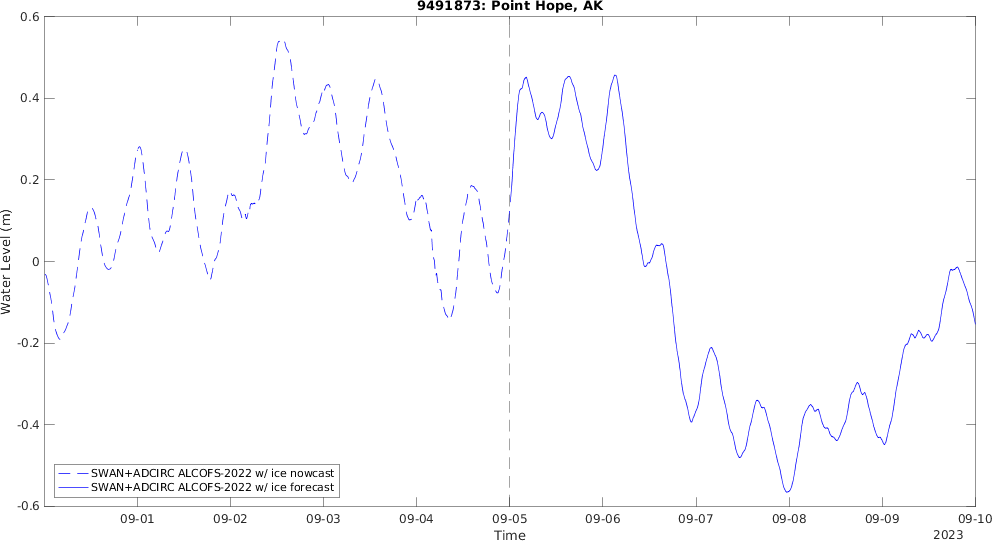 9491873: Point Hope, AK
Water Level (m)
0.6
0.4
0.2
0
-0.2
-0.4
-0.6
SWAN+ADCIRC ALCOFS-2022 w/ ice nowcast
SWAN+ADCIRC ALCOFS-2022 w/ ice forecast
09-01 09-02 09-03 09-04 09-05 09-06 09-07 09-08 09-09 09-10
Time
2023